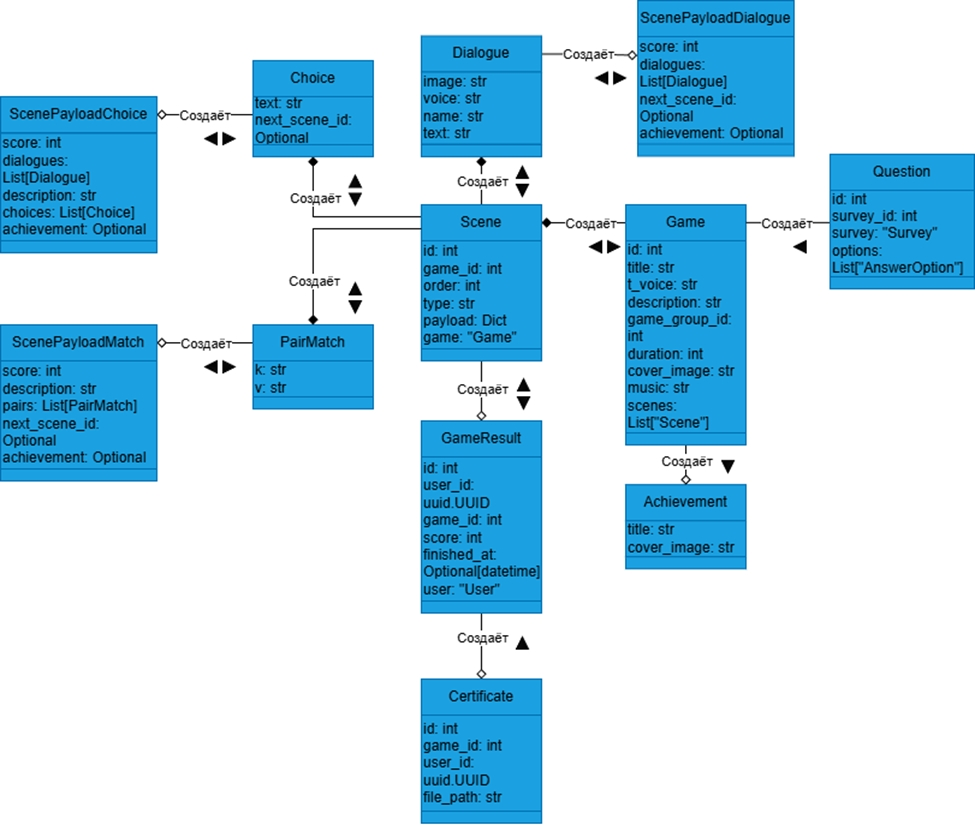 ScenePayloadDialogue
score: int
dialogues:
List[Dialogue]
next_scene_id:
Optional
achievement: Optional
Создаёт
Dialogue
image: str
voice: str
name: str
text: str
Choice
text: str
next_scene_id:
Optional
Создаёт
ScenePayloadChoice
score: int
dialogues:
List[Dialogue]
description: str
choices: List[Choice]
achievement: Optional
Создаёт
Создаёт
Question
id: int
survey_id: int
survey: "Survey"
options:
List["AnswerOption"]
Создаёт
Scene
id: int
game_id: int
order: int
type: str
payload: Dict
game: "Game"
Создаёт
Game
id: int
title: str
t_voice: str
description: str
game_group_id:
int
duration: int
cover_image: str
music: str
scenes:
List["Scene"]
Создаёт
ScenePayloadMatch
score: int
description: str
pairs: List[PairMatch]
next_scene_id:
Optional
achievement: Optional
Создаёт
PairMatch
k: str
v: str
Создаёт
GameResult
id: int
user_id:
uuid.UUID
game_id: int
score: int
finished_at:
Optional[datetime]
user: "User"
Создаёт
Achievement
title: str
cover_image: str
Создаёт
Certificate
id: int
game_id: int
user_id:
uuid.UUID
file_path: str